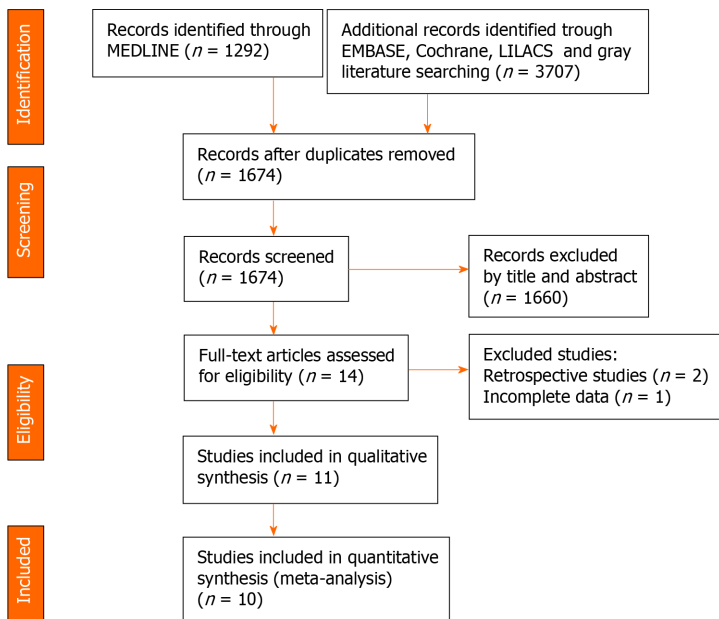 Identification
Records identified through
MEDLINE (n = 1292)
Additional records identified trough
EMBASE, Cochrane, LILACS and gray
literature searching (n = 3707)
Records after duplicates removed
(n = 1674)
Screening
Records screened
(n = 1674)
Records excluded
by title and abstract
(n = 1660)
Eligibility
Full-text articles assessed
for eligibility (n = 14)
Excluded studies:
Retrospective studies (n = 2)
Incomplete data (n = 1)
Studies included in qualitative
synthesis (n = 11)
Included
Studies included in quantitative
synthesis (meta-analysis)
(n = 10)